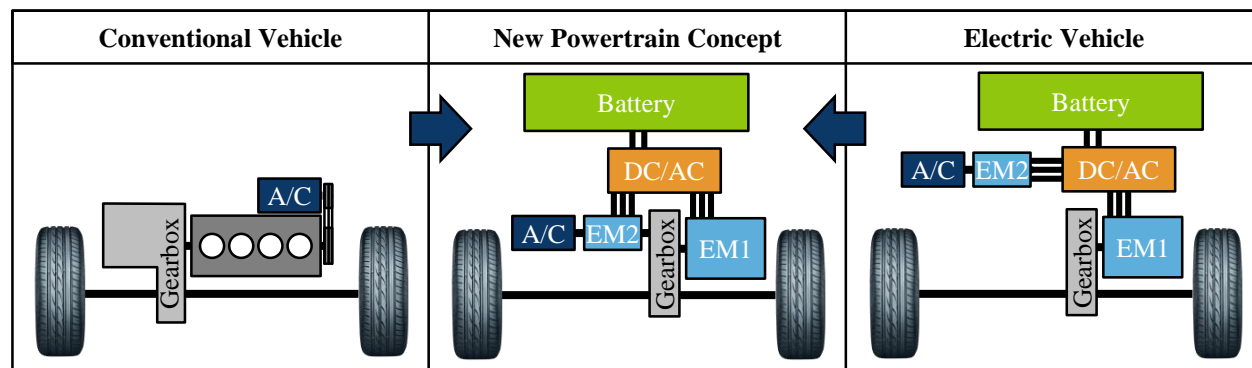 Conventional Vehicle
New Powertrain Concept
Electric Vehicle
A/C
Gearbox
Battery
DC/AC
A/C
EM2
Gearbox
EM1
Battery
A/C
EM2
DC/AC
Gearbox
EM1